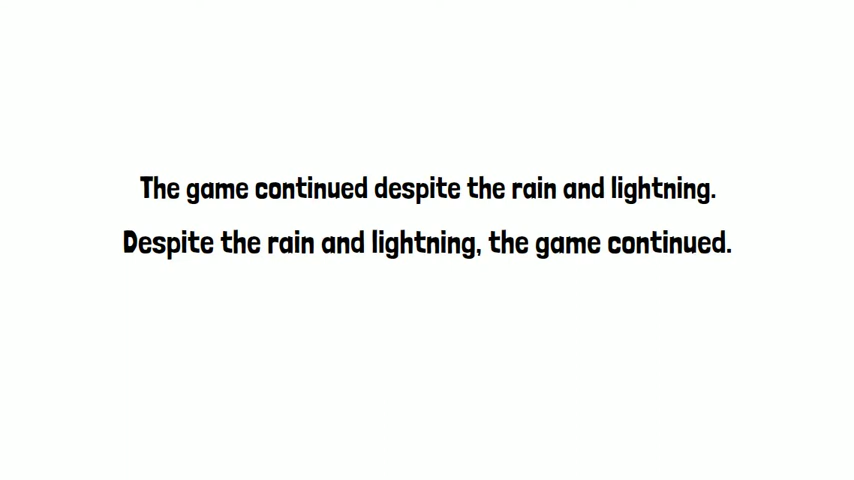 The game continued despite the rain and lightning.
Despite the rain and lightning, the game continued.